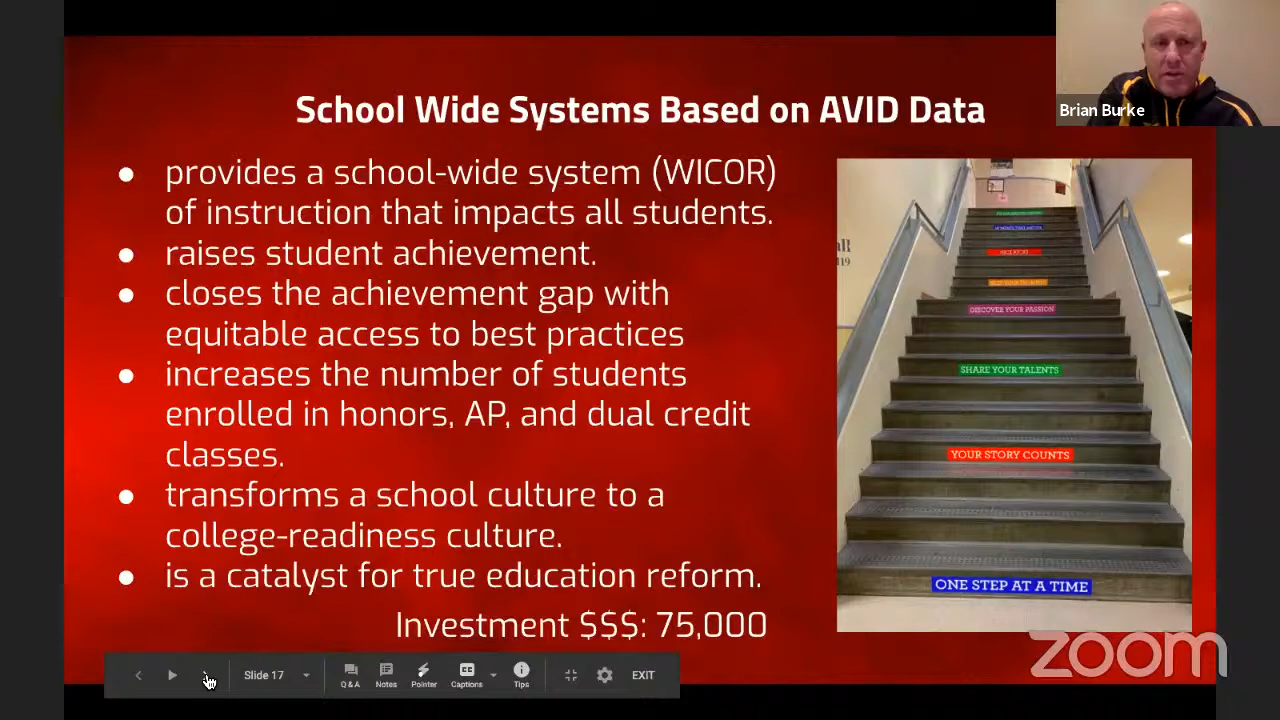 School Wide Systems Based on AVID Data
Brian Burke
● provides a school-wide system (WICOR)
of instruction that impacts all students.
● raises student achievement.
● closes the achievement gap with
equitable access to best practices
● increases the number of students
enrolled in honors, AP, and dual credit
classes.
● transforms a school culture to a
college-readiness culture.
● is a catalyst for true education reform.
Investment $$$: 75,000
DISCOVER YOUR PASSION
SHARE YOUR TALENTS
YOUR STORY COUNTS
ONE STEP AT A TIME
zoom
Slide 17
Q & A
Notes
Pointer
CC
Captions
Tips
EXIT